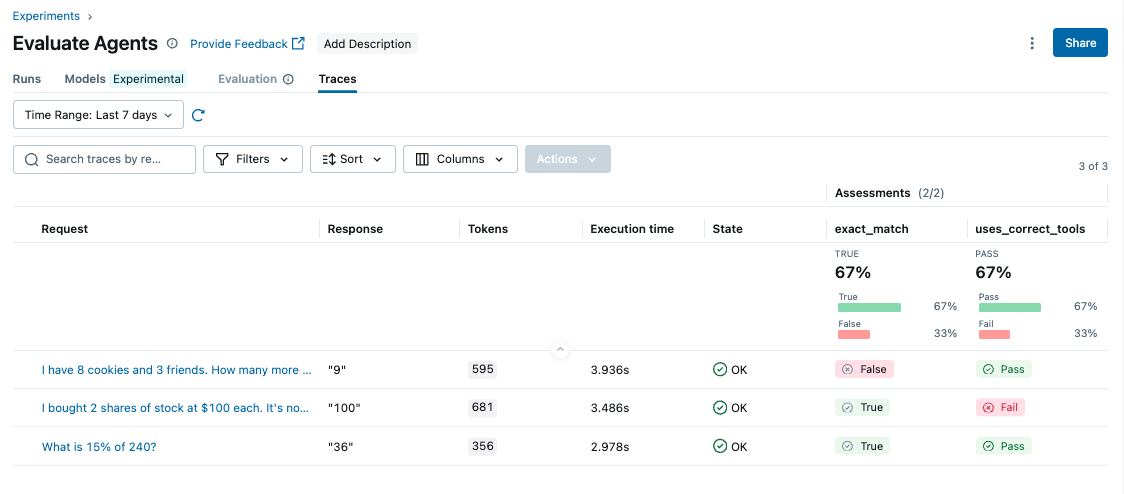 Experiments
Evaluate Agents Provide Feedback Add Description
Share
Runs Models Experimental Evaluation Traces
Time Range: Last 7 days
Search traces by re... Filters Sort Columns Actions
3 of 3
Assessments (2/2)
Request Response Tokens Execution time State exact_match uses_correct_tools
TRUE PASS
67% 67%
True 67% Pass 67%
False 33% Fail 33%
I have 8 cookies and 3 friends. How many more ... "9" 595 3.936s OK False Pass
I bought 2 shares of stock at $100 each. It's no... "100" 681 3.486s OK True Fail
What is 15% of 240? "36" 356 2.978s OK True Pass